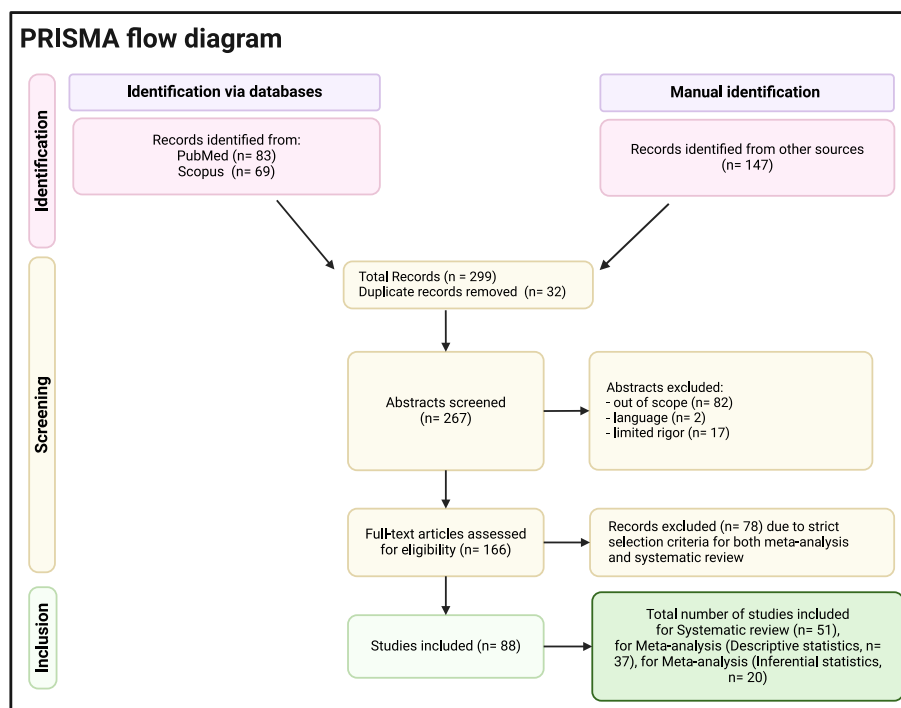 PRISMA flow diagram
Identification via databases
Manual identification
Identification
Records identified from:
PubMed (n= 83)
Scopus (n= 69)
Records identified from other sources
(n= 147)
Screening
Total Records (n = 299)
Duplicate records removed (n= 32)
Abstracts screened
(n= 267)
Abstracts excluded:
- out of scope (n= 82)
- language (n= 2)
- limited rigor (n= 17)
Full-text articles assessed
for eligibility (n= 166)
Records excluded (n= 78) due to strict
selection criteria for both meta-analysis
and systematic review
Inclusion
Studies included (n= 88)
Total number of studies included
for Systematic review (n= 51),
for Meta-analysis (Descriptive statistics, n=
37), for Meta-analysis (Inferential statistics,
n= 20)